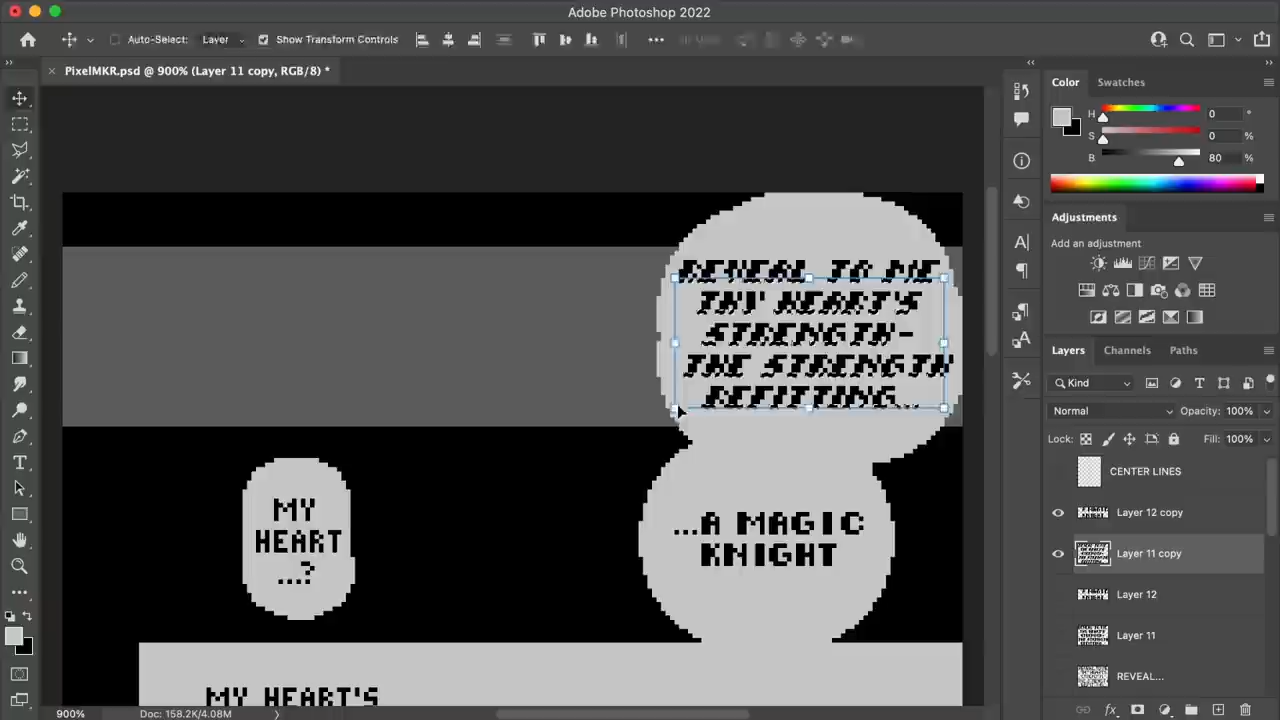 Adobe Photoshop 2022
Auto-Select: Layer Show Transform Controls
PixelMKR.psd @ 900% (Layer 11 copy, RGB/8) *
Color Swatches
H 0 °
S 0 %
B 80 %
Adjustments
Add an adjustment
Layers Channels Paths
Kind
Normal Opacity: 100%
Lock: Fill: 100%
CENTER LINES
Layer 12 copy
Layer 11 copy
Layer 12
Layer 11
REVEAL...
REVEAL TO ME
THY HEART'S
STRENGTH-
THE STRENGTH
BEFITTING...
...A MAGIC
KNIGHT
MY
HEART
...?
MY HEART'S
900% Doc: 158.2K/4.08M